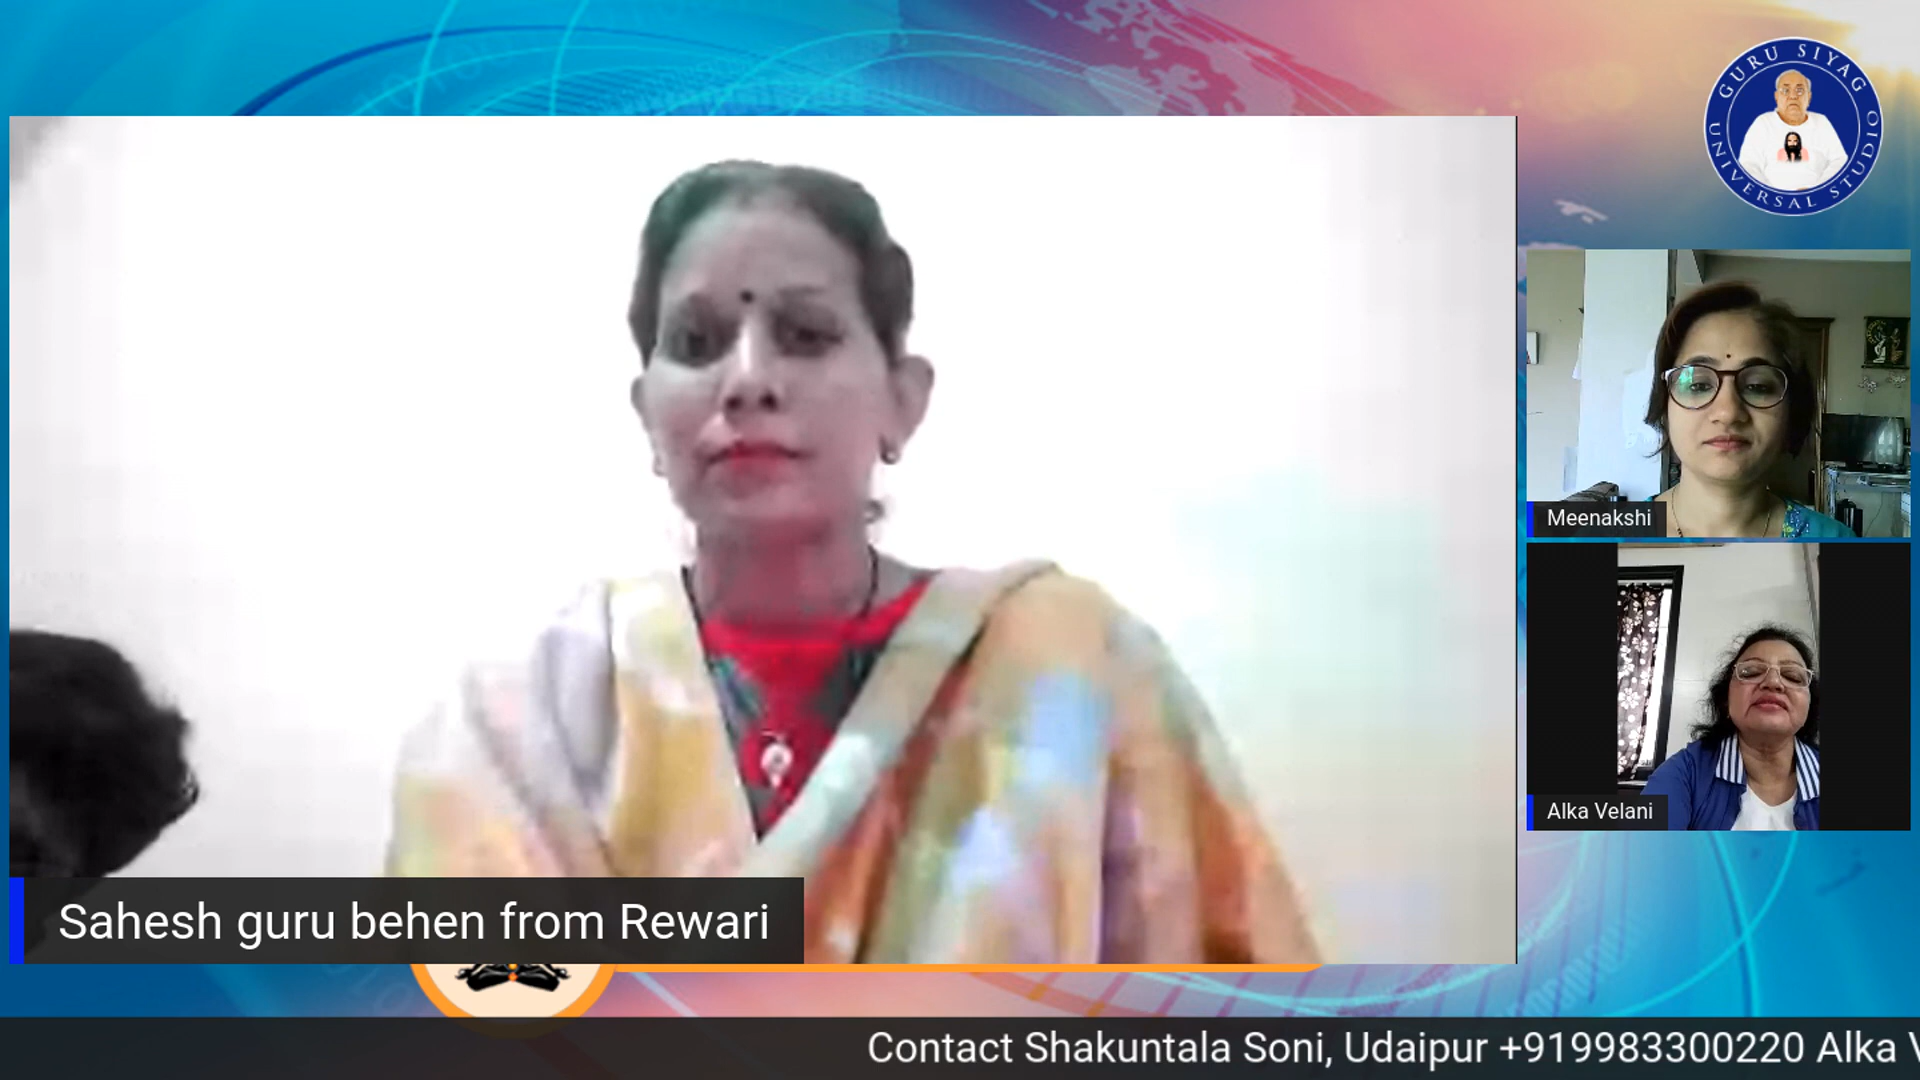 GURU SIYAG
UNIVERSAL STUDIO
Meenakshi
Alka Velani
Sahesh guru behen from Rewari
Contact Shakuntala Soni, Udaipur +919983300220 Alka